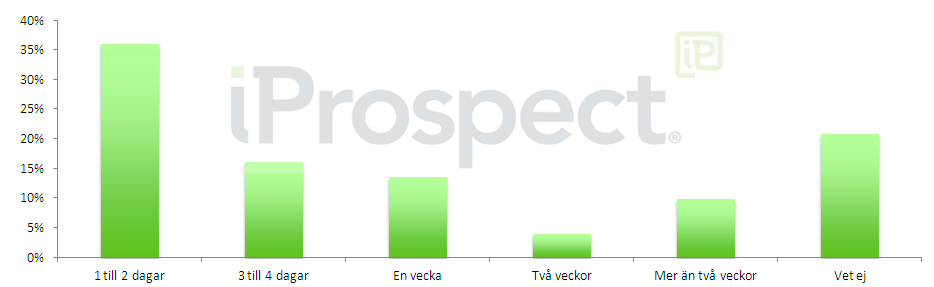 40%
35%
30%
25%
20%
15%
10%
5%
0%
iProspect®
iP
1 till 2 dagar
3 till 4 dagar
En vecka
Två veckor
Mer än två veckor
Vet ej